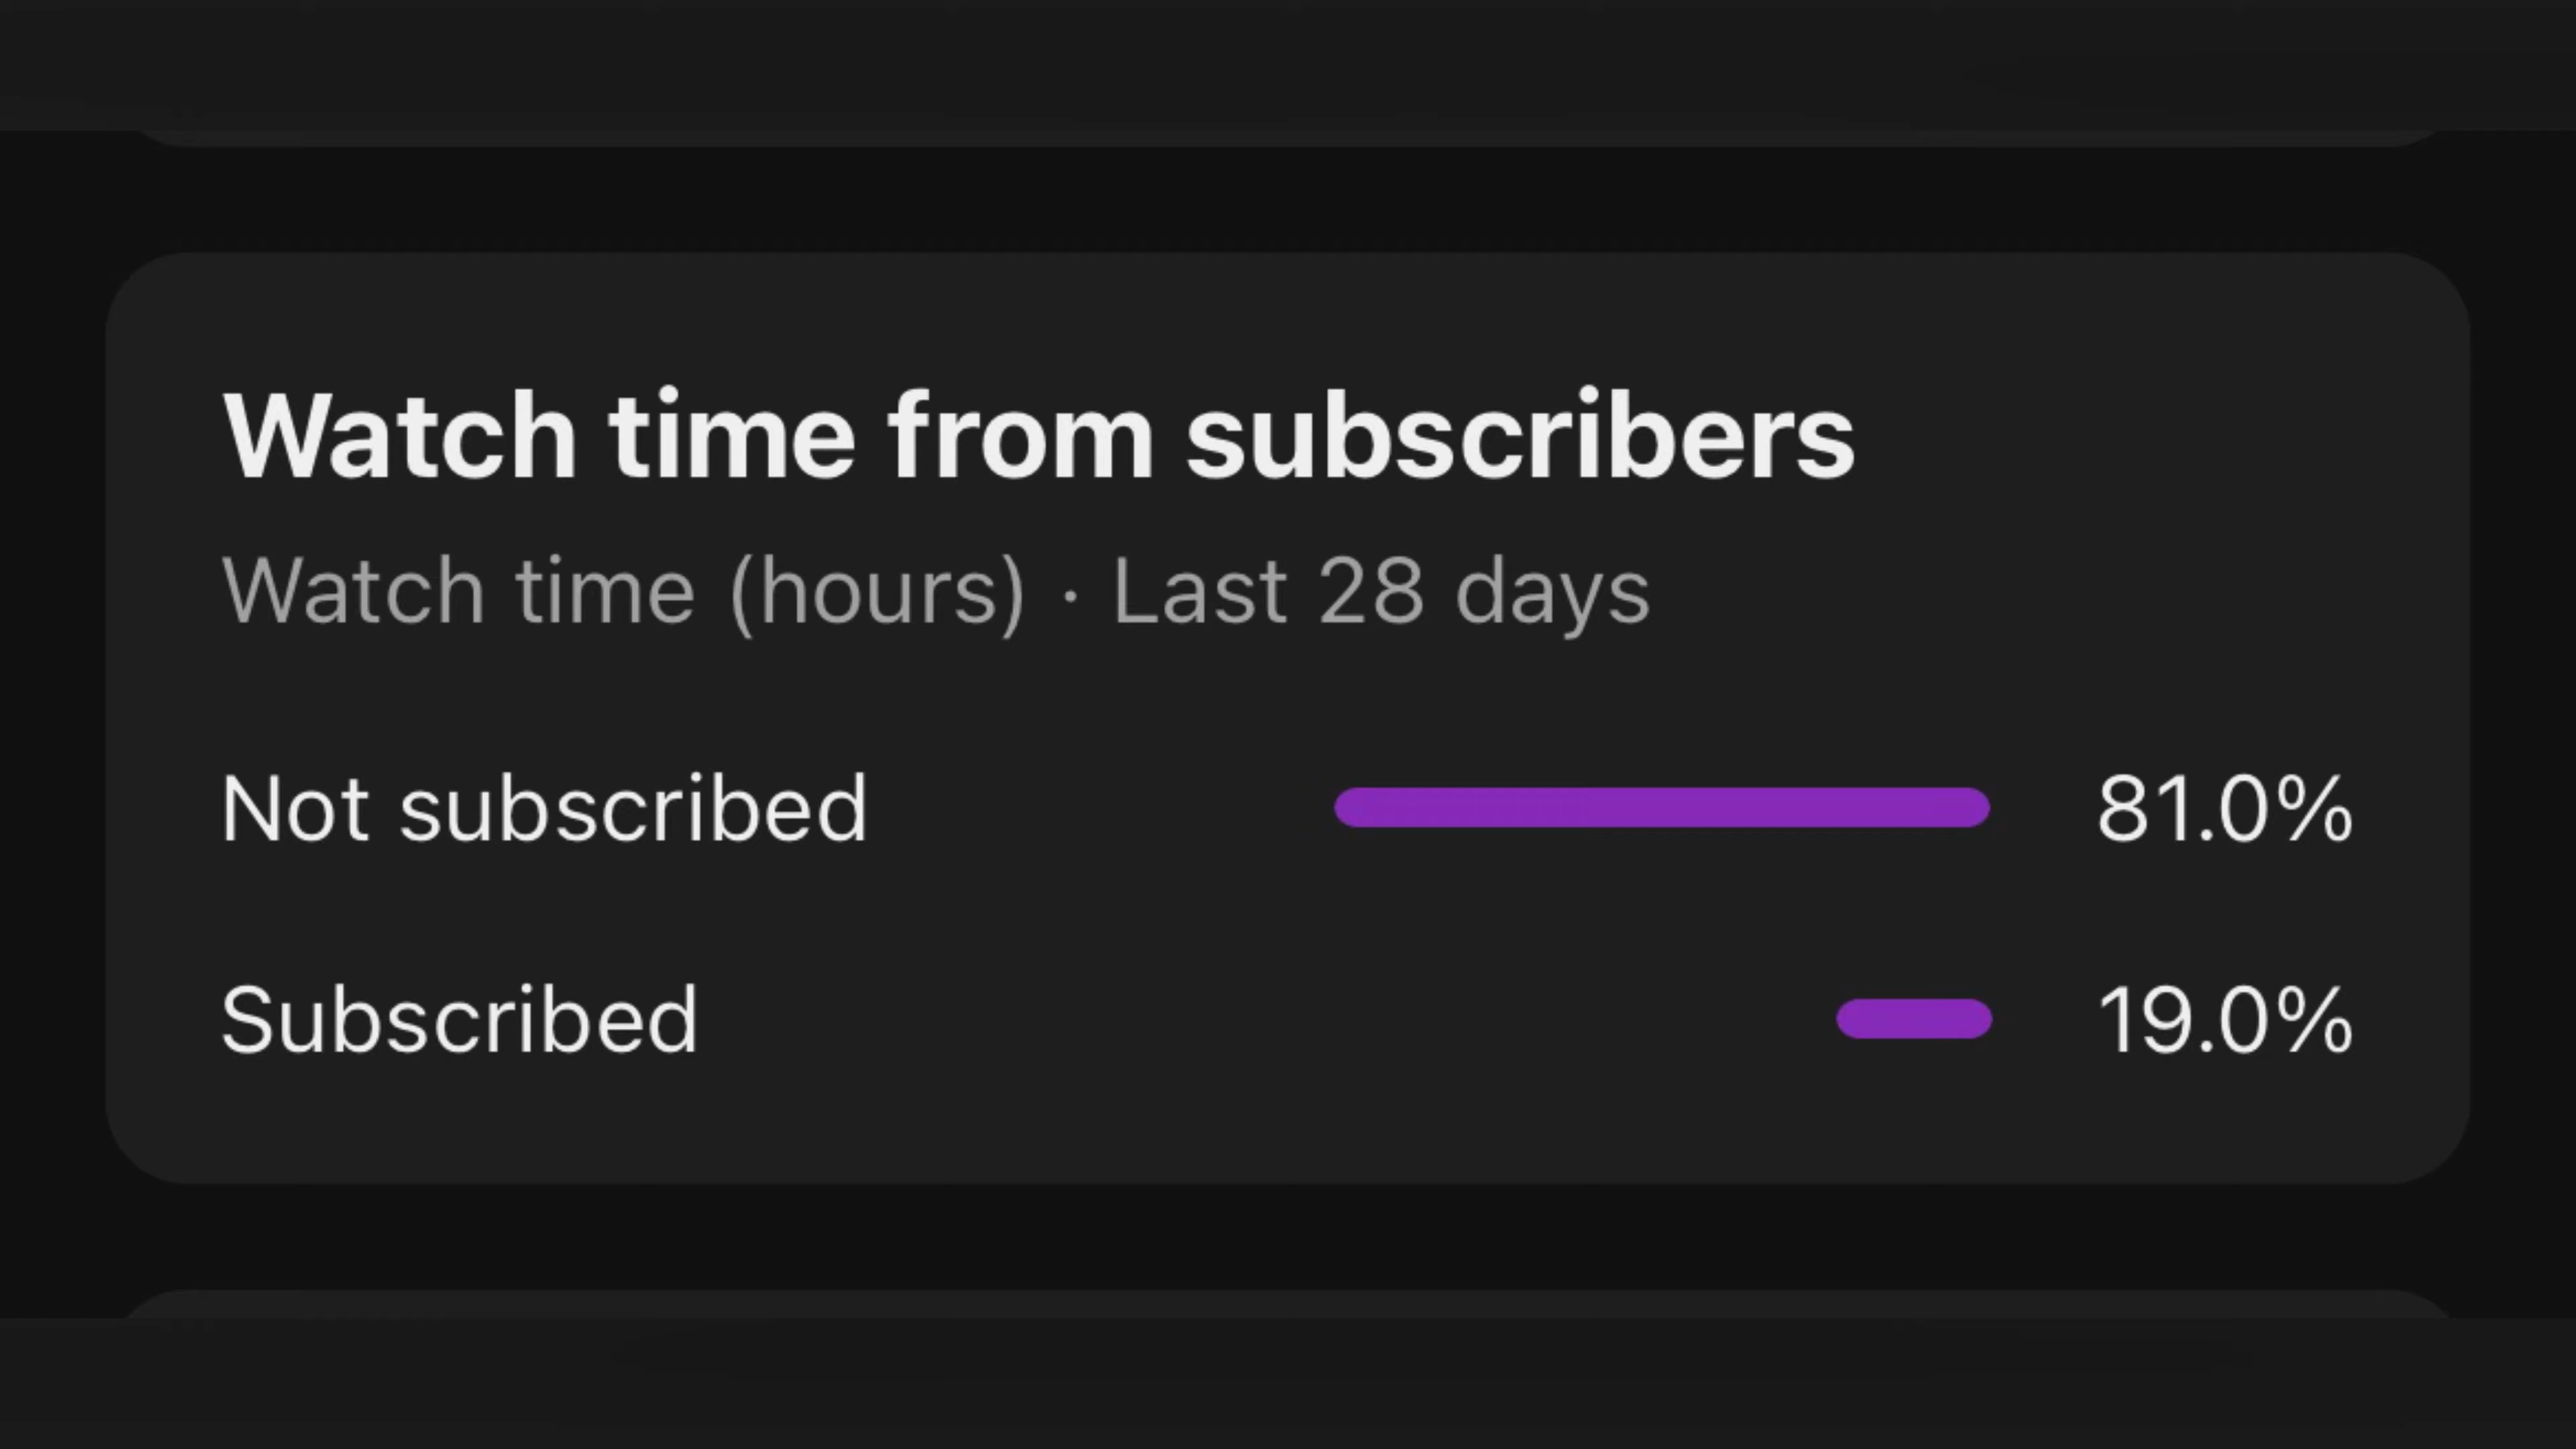 Watch time from subscribers
Watch time (hours) · Last 28 days
Not subscribed 81.0%
Subscribed 19.0%